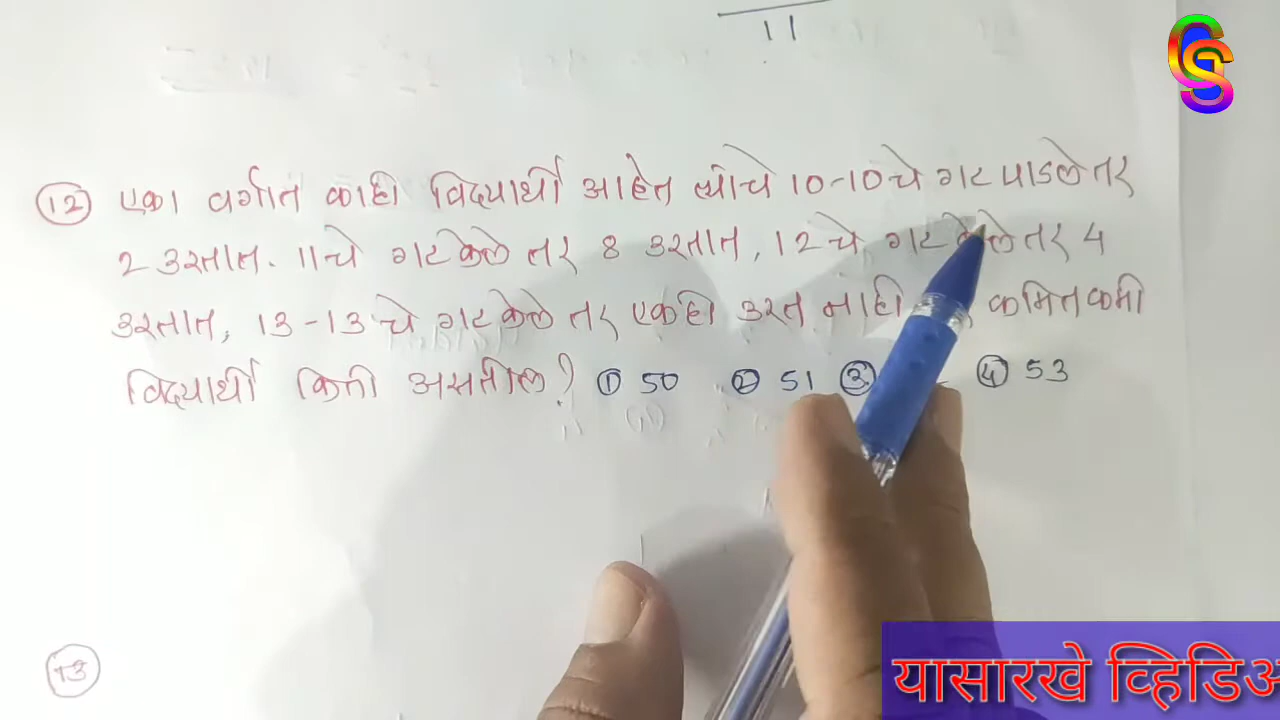 11
(12) एका वर्गात काही विद्यार्थी आहेत त्यांचे 10-10चे गट पाडले तर
2 उरतात. 11चे गट केले तर 8 उरतात, 12चे गट केले तर 4
उरतात, 13-13चे गट केले तर एकही उरत नाही कमितकमी
विद्यार्थी किती असतील? ① 50 ② 51 ③ ④ 53
(13)
यासारखे व्हिडिअ